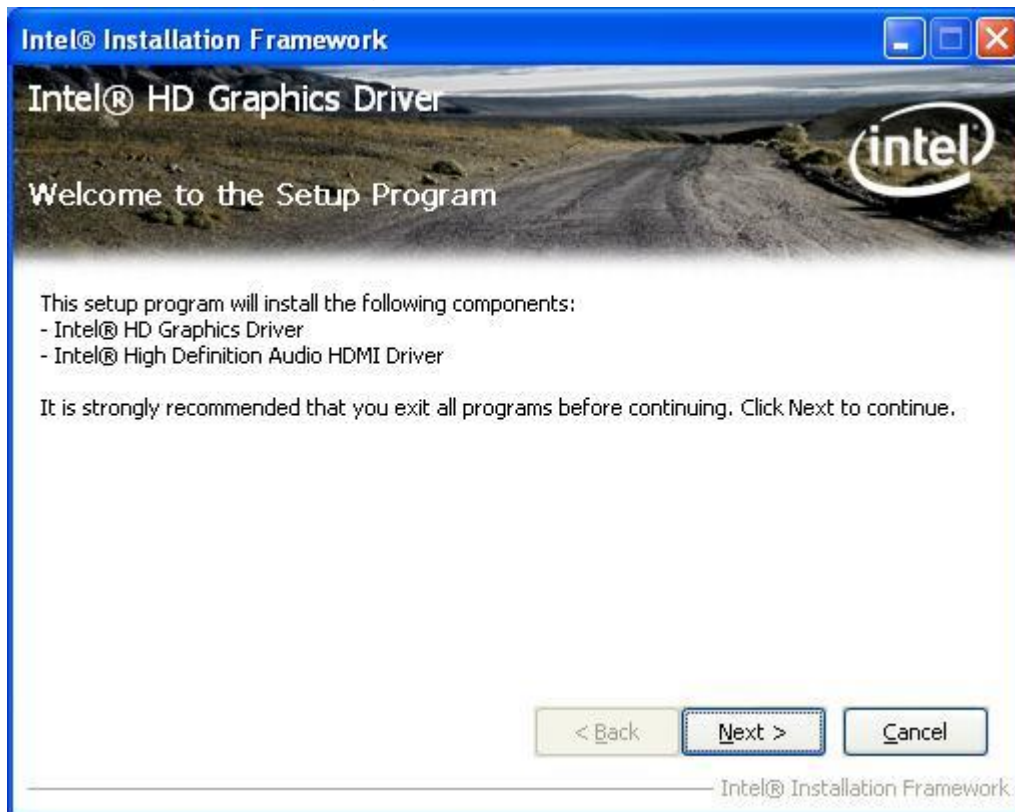 Intel® Installation Framework
Intel® HD Graphics Driver
intel
Welcome to the Setup Program
This setup program will install the following components:
- Intel® HD Graphics Driver
- Intel® High Definition Audio HDMI Driver
It is strongly recommended that you exit all programs before continuing. Click Next to continue.
< Back
Next >
Cancel
Intel® Installation Framework